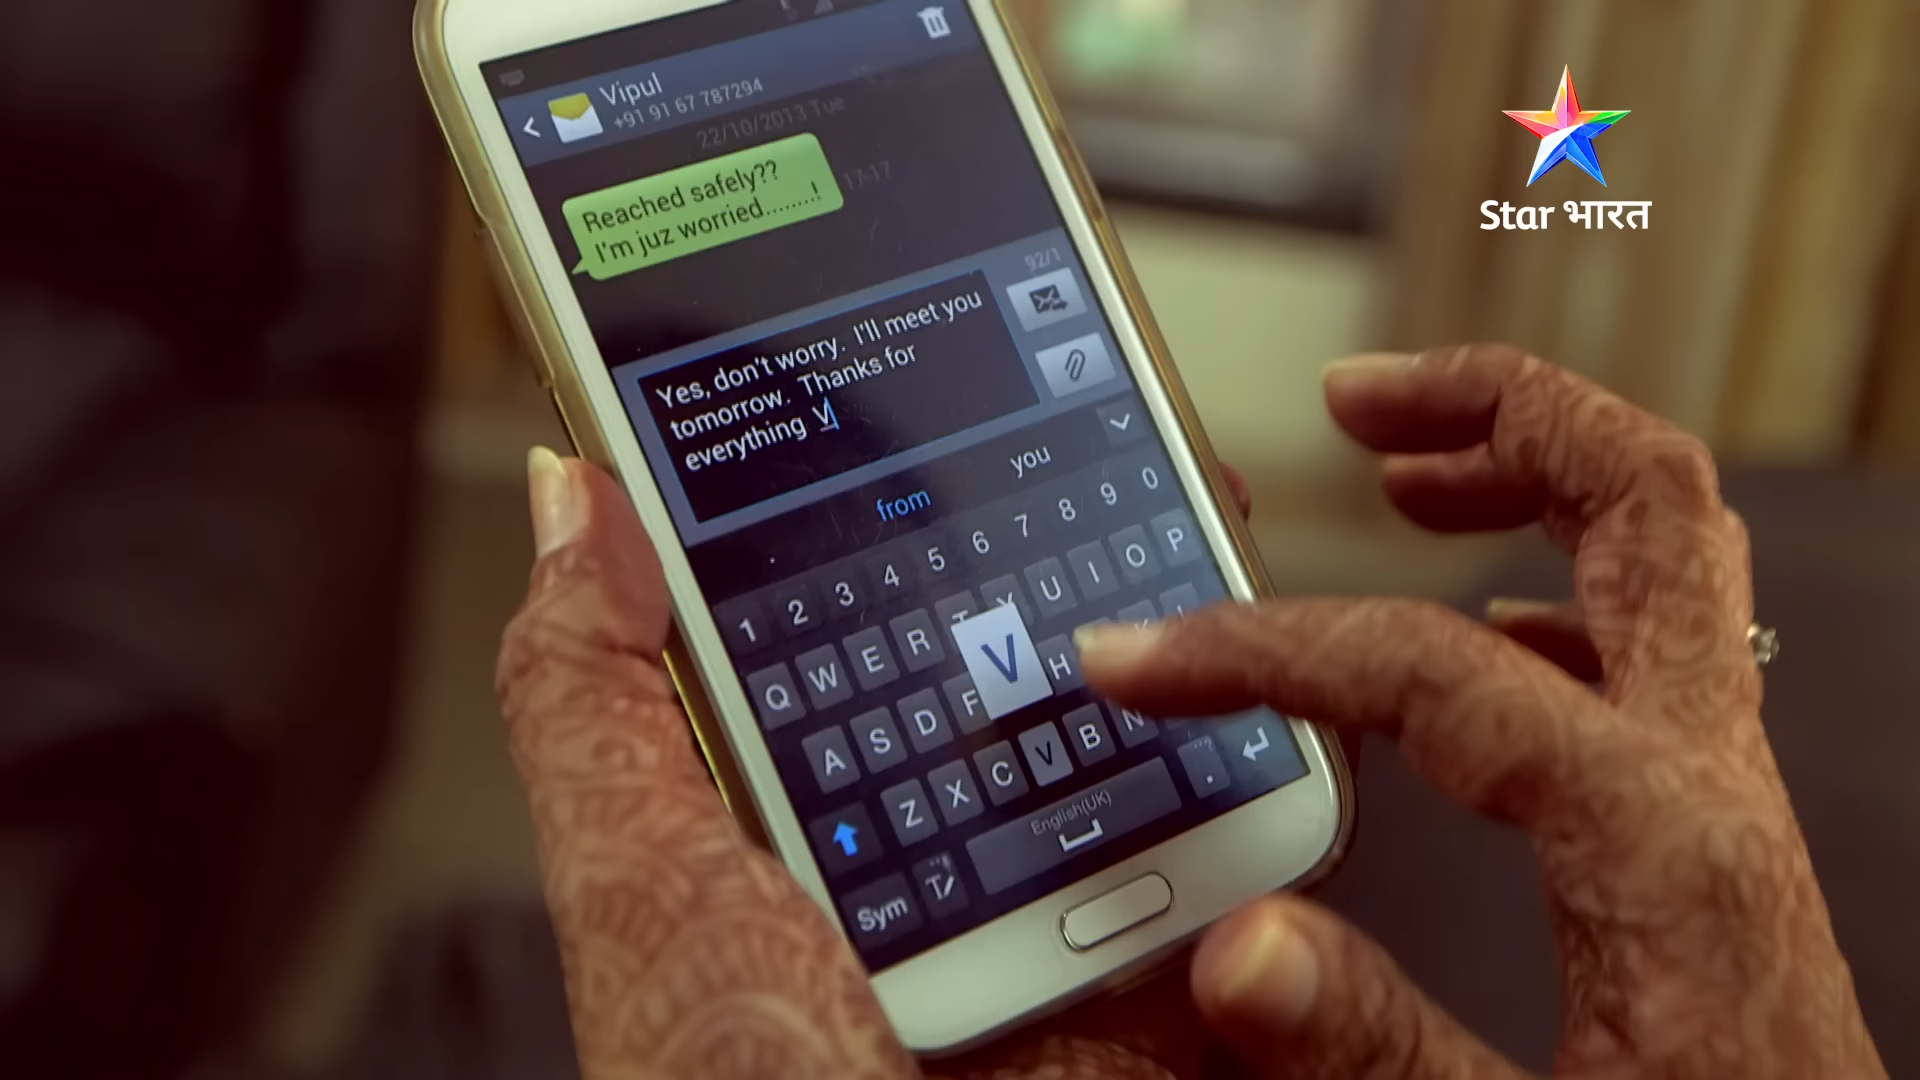 Vipul
+91 91 67 787294
22/10/2013 Tue
Reached safely??
I'm juz worried.........!
17:17
92/1
Yes, don't worry. I'll meet you
tomorrow. Thanks for
everything V
from
you
.
1 2 3 4 5 6 7 8 9 0
Q W E R T Y U I O P
A S D F V H K L
Z X C V B N
English(UK)
.
Sym
T
Star भारत